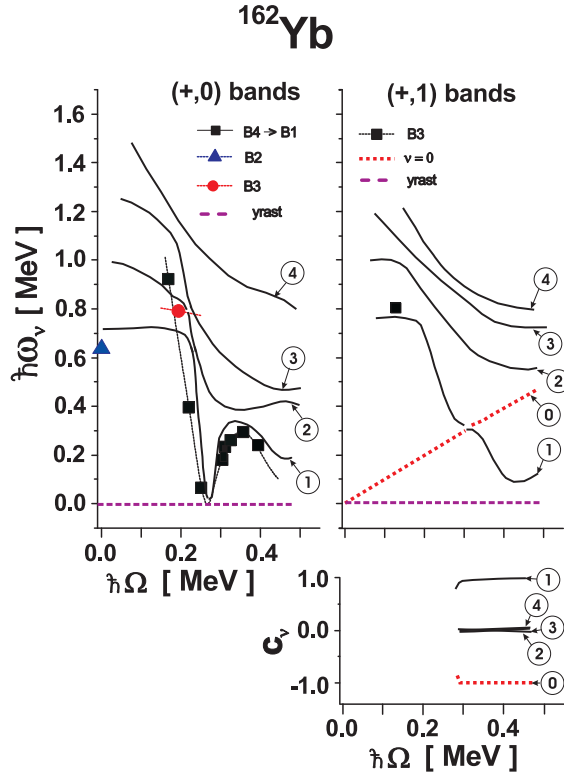 ¹⁶²Yb
(+,0) bands
(+,1) bands
B4 -> B1
B2
B3
yrast
B3
ν = 0
yrast
ħω_ν [ MeV ]
1.6
1.4
1.2
1.0
0.8
0.6
0.4
0.2
0.0
4
3
2
1
4
3
2
0
1
0.0 0.2 0.4
ħΩ [ MeV ]
c_ν
1.0
0.0
-1.0
1
4
3
2
0
0.0 0.2 0.4
ħΩ [ MeV ]